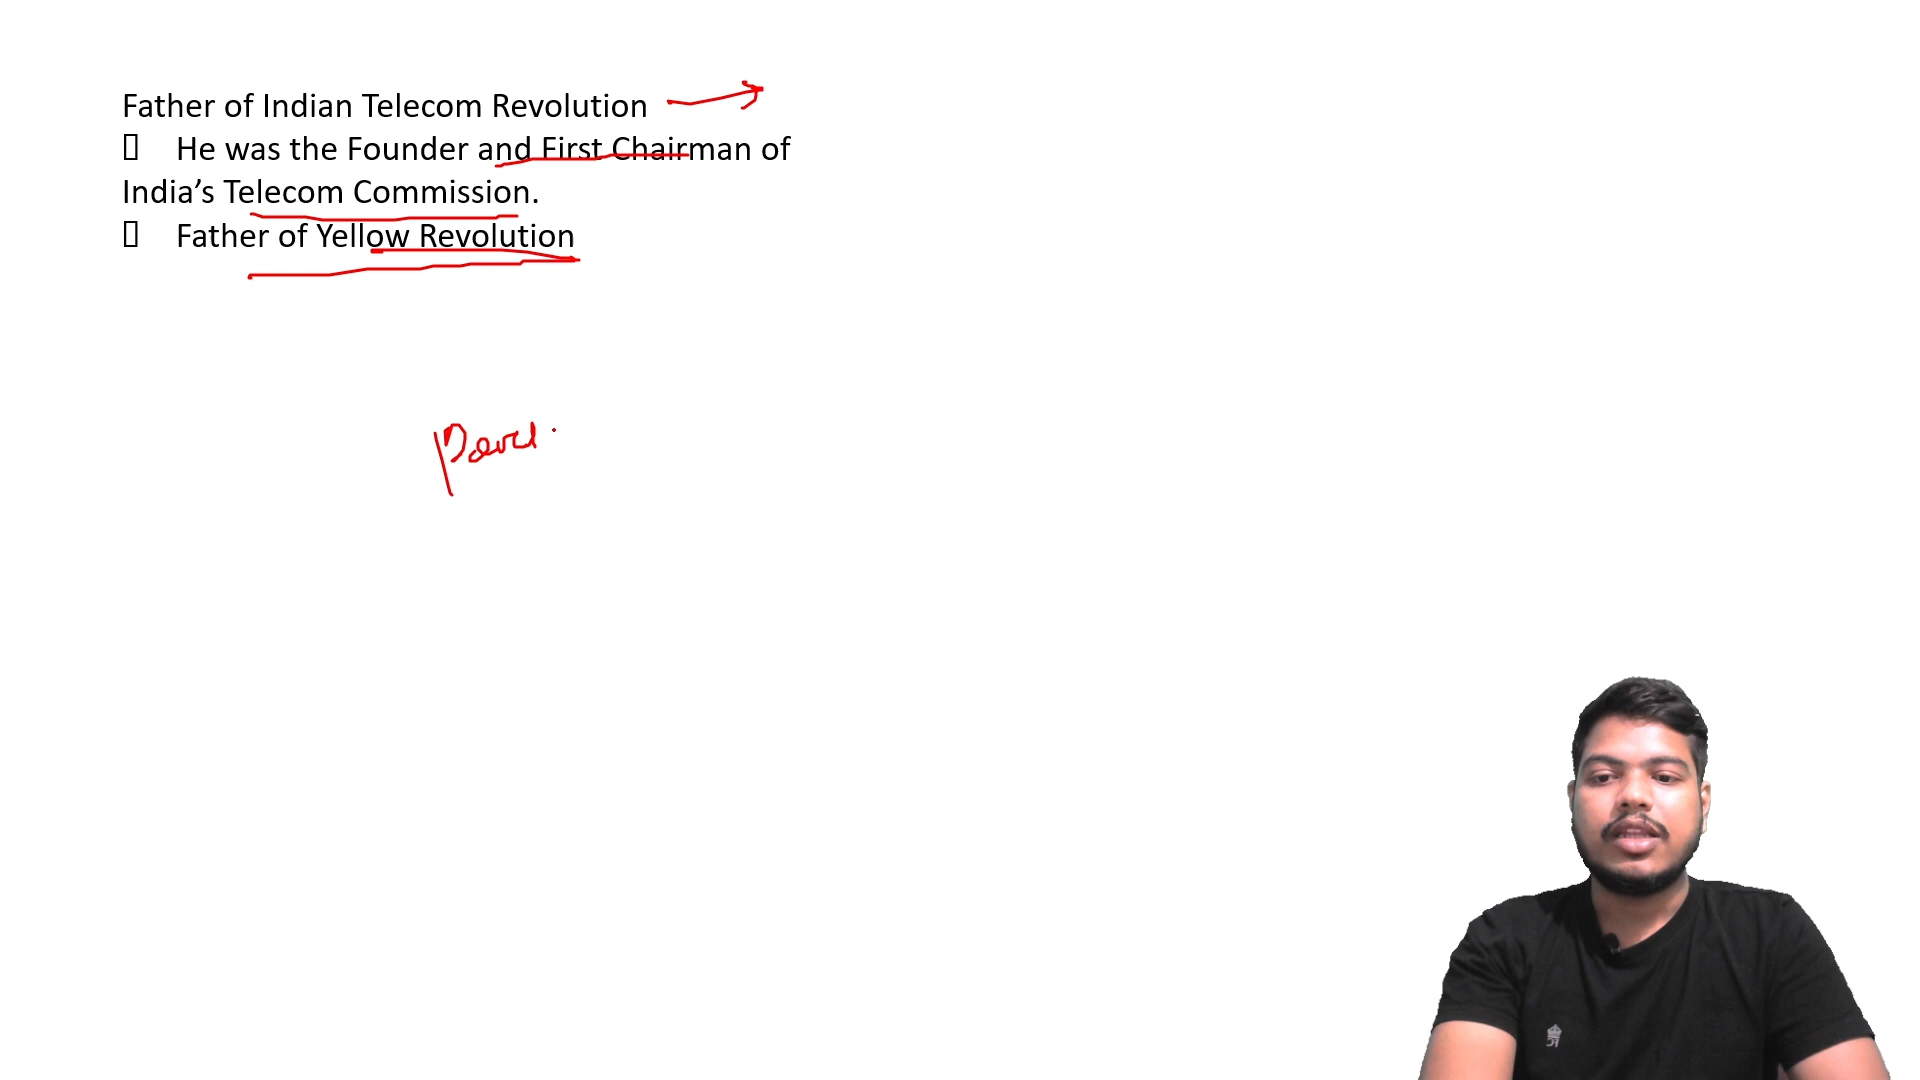 Father of Indian Telecom Revolution
He was the Founder and First Chairman of
India’s Telecom Commission.
Father of Yellow Revolution